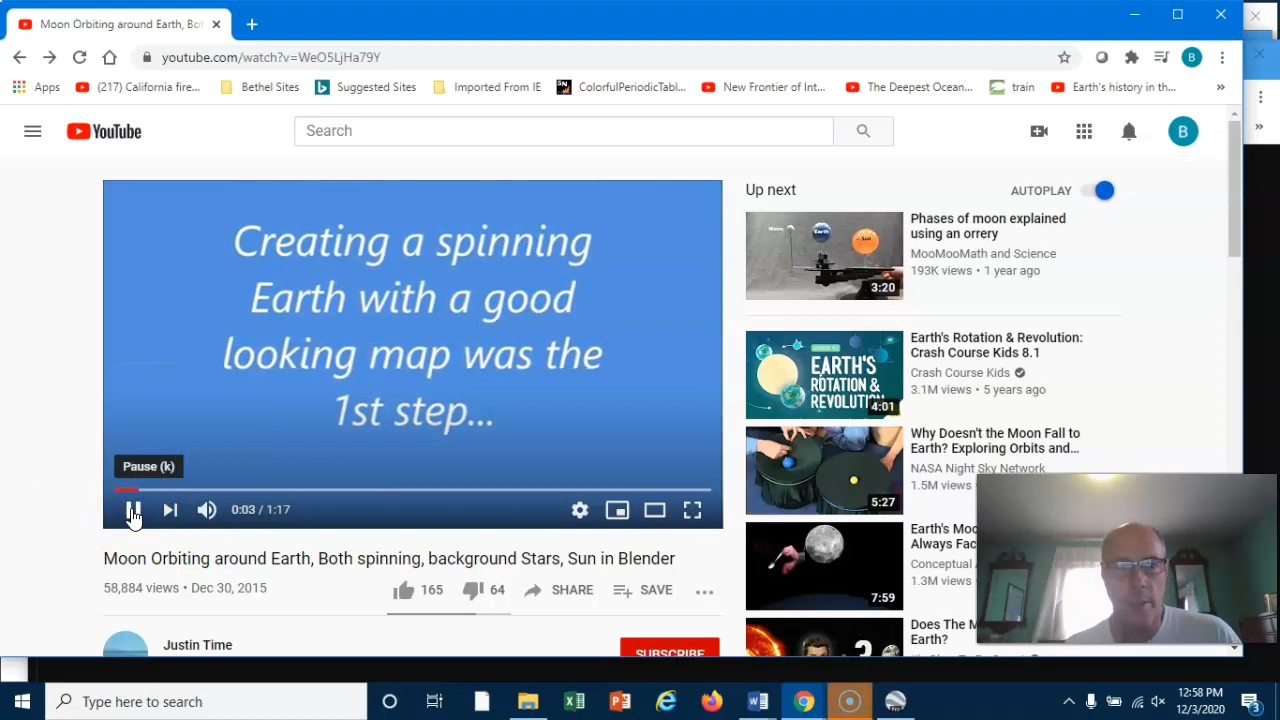 Moon Orbiting around Earth, Bot
youtube.com/watch?v=WeO5LjHa79Y
Apps
(217) California fire...
Bethel Sites
Suggested Sites
Imported From IE
ColorfulPeriodicTabl...
New Frontier of Int...
The Deepest Ocean...
train
Earth's history in th...
»
YouTube
Search
B
Creating a spinning
Earth with a good
looking map was the
1st step...
Pause (k)
0:03 / 1:17
Moon Orbiting around Earth, Both spinning, background Stars, Sun in Blender
58,884 views • Dec 30, 2015
165
64
SHARE
SAVE
Justin Time
SUBSCRIBE
Up next
AUTOPLAY
Phases of moon explained
using an orrery
MooMooMath and Science
193K views • 1 year ago
3:20
Earth's Rotation & Revolution:
Crash Course Kids 8.1
Crash Course Kids
3.1M views • 5 years ago
EARTH'S
ROTATION &
REVOLUTION
4:01
Why Doesn't the Moon Fall to
Earth? Exploring Orbits and...
NASA Night Sky Network
1.5M
5:27
Earth's Moo
Always Fac
Conceptual
1.3M views
7:59
Does The M
Earth?
Type here to search
12:58 PM
12/3/2020
3